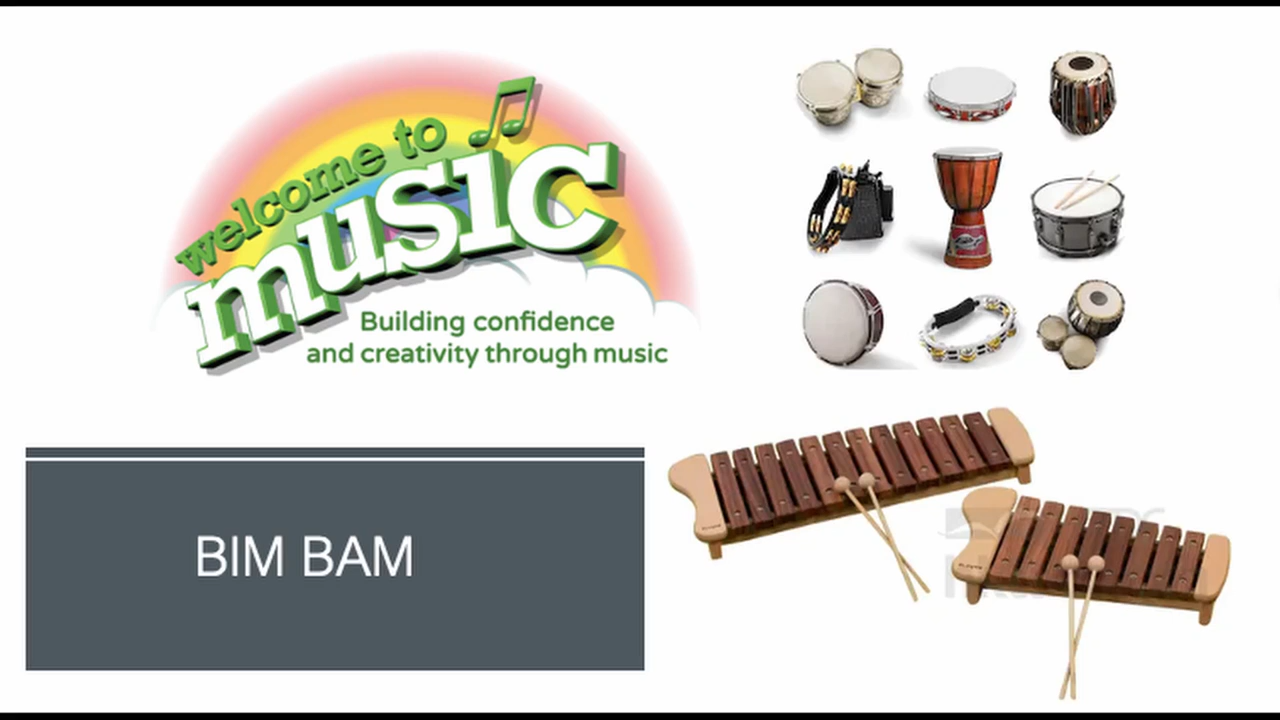 welcome to
music
Building confidence
and creativity through music
BIM BAM